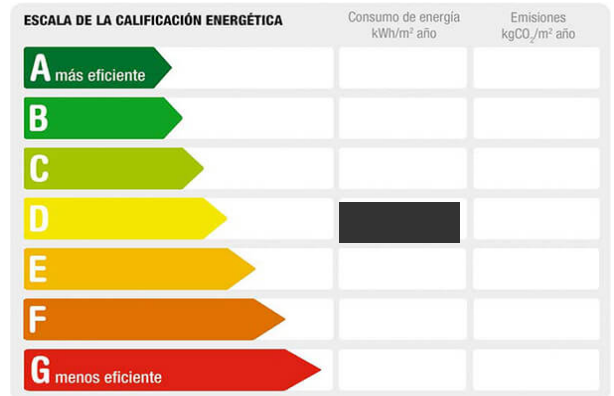 ESCALA DE LA CALIFICACIÓN ENERGÉTICA
Consumo de energía
kWh/m² año
Emisiones
kgCO₂/m² año
A más eficiente
B
C
D
E
F
G menos eficiente